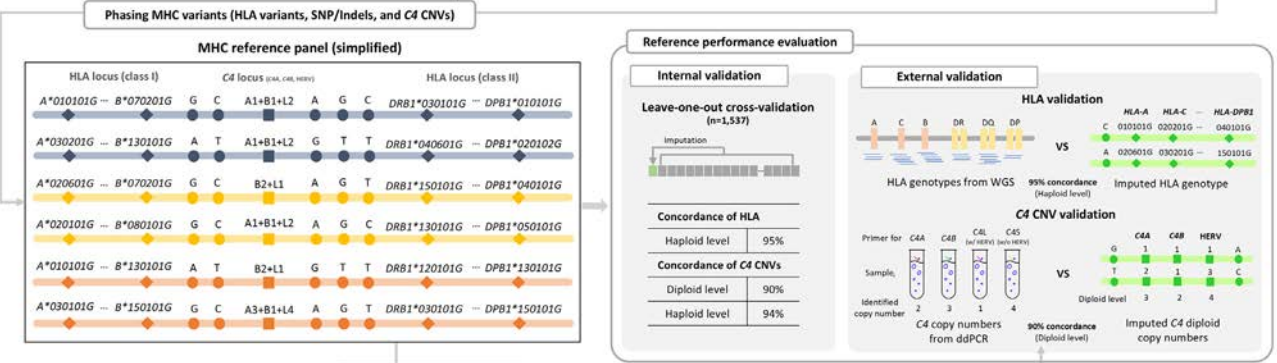 Phasing MHC variants (HLA variants, SNP/Indels, and C4 CNVs)
MHC reference panel (simplified)
HLA locus (class I) C4 locus (C4A, C4B, HERV) HLA locus (class II)
A*010101G ··· B*070201G G C A1+B1+L2 A G C DRB1*030101G ··· DPB1*010101G
A*030201G ··· B*130101G A T A1+B1+L2 G T T DRB1*040601G ··· DPB1*020102G
A*020601G ··· B*070201G G C B2+L1 A G T DRB1*150101G ··· DPB1*040101G
A*020101G ··· B*080101G G C A1+B1+L2 A G C DRB1*130101G ··· DPB1*050101G
A*010101G ··· B*130101G A T B2+L1 G T T DRB1*120101G ··· DPB1*130101G
A*030101G ··· B*150101G G C A3+B1+L4 A G T DRB1*030101G ··· DPB1*150101G
Reference performance evaluation
Internal validation
Leave-one-out cross-validation
(n=1,537)
Imputation
Concordance of HLA
Haploid level 95%
Concordance of C4 CNVs
Diploid level 90%
Haploid level 94%
External validation
HLA validation
A C B DR DQ DP
HLA genotypes from WGS
VS
95% concordance
(Haploid level)
HLA-A HLA-C ··· HLA-DPB1
C 010101G 020201G ··· 040101G
A 020601G 030201G ··· 150101G
Imputed HLA genotype
C4 CNV validation
Primer for C4A C4B C4L (w/ HERV) C4S (w/o HERV)
Sample,
Identified
copy number 2 3 1 4
C4 copy numbers
from ddPCR
VS
90% concordance
(Diploid level)
C4A C4B HERV
G 1 1 1 A
T 2 1 3 C
Diploid level 3 2 4
Imputed C4 diploid
copy numbers